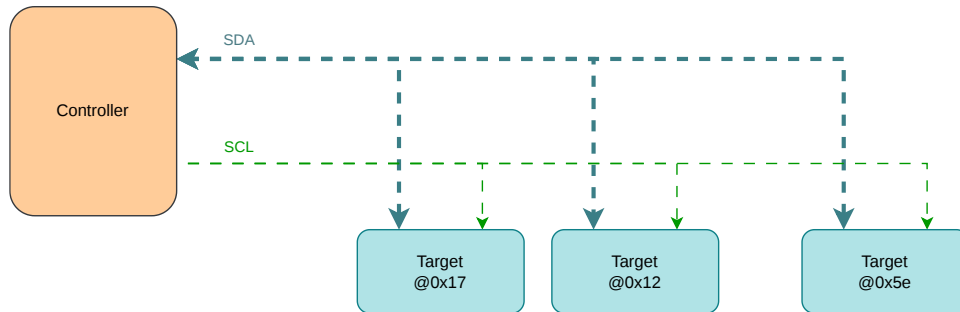 SDA
Controller
SCL
Target
@0x17
Target
@0x12
Target
@0x5e